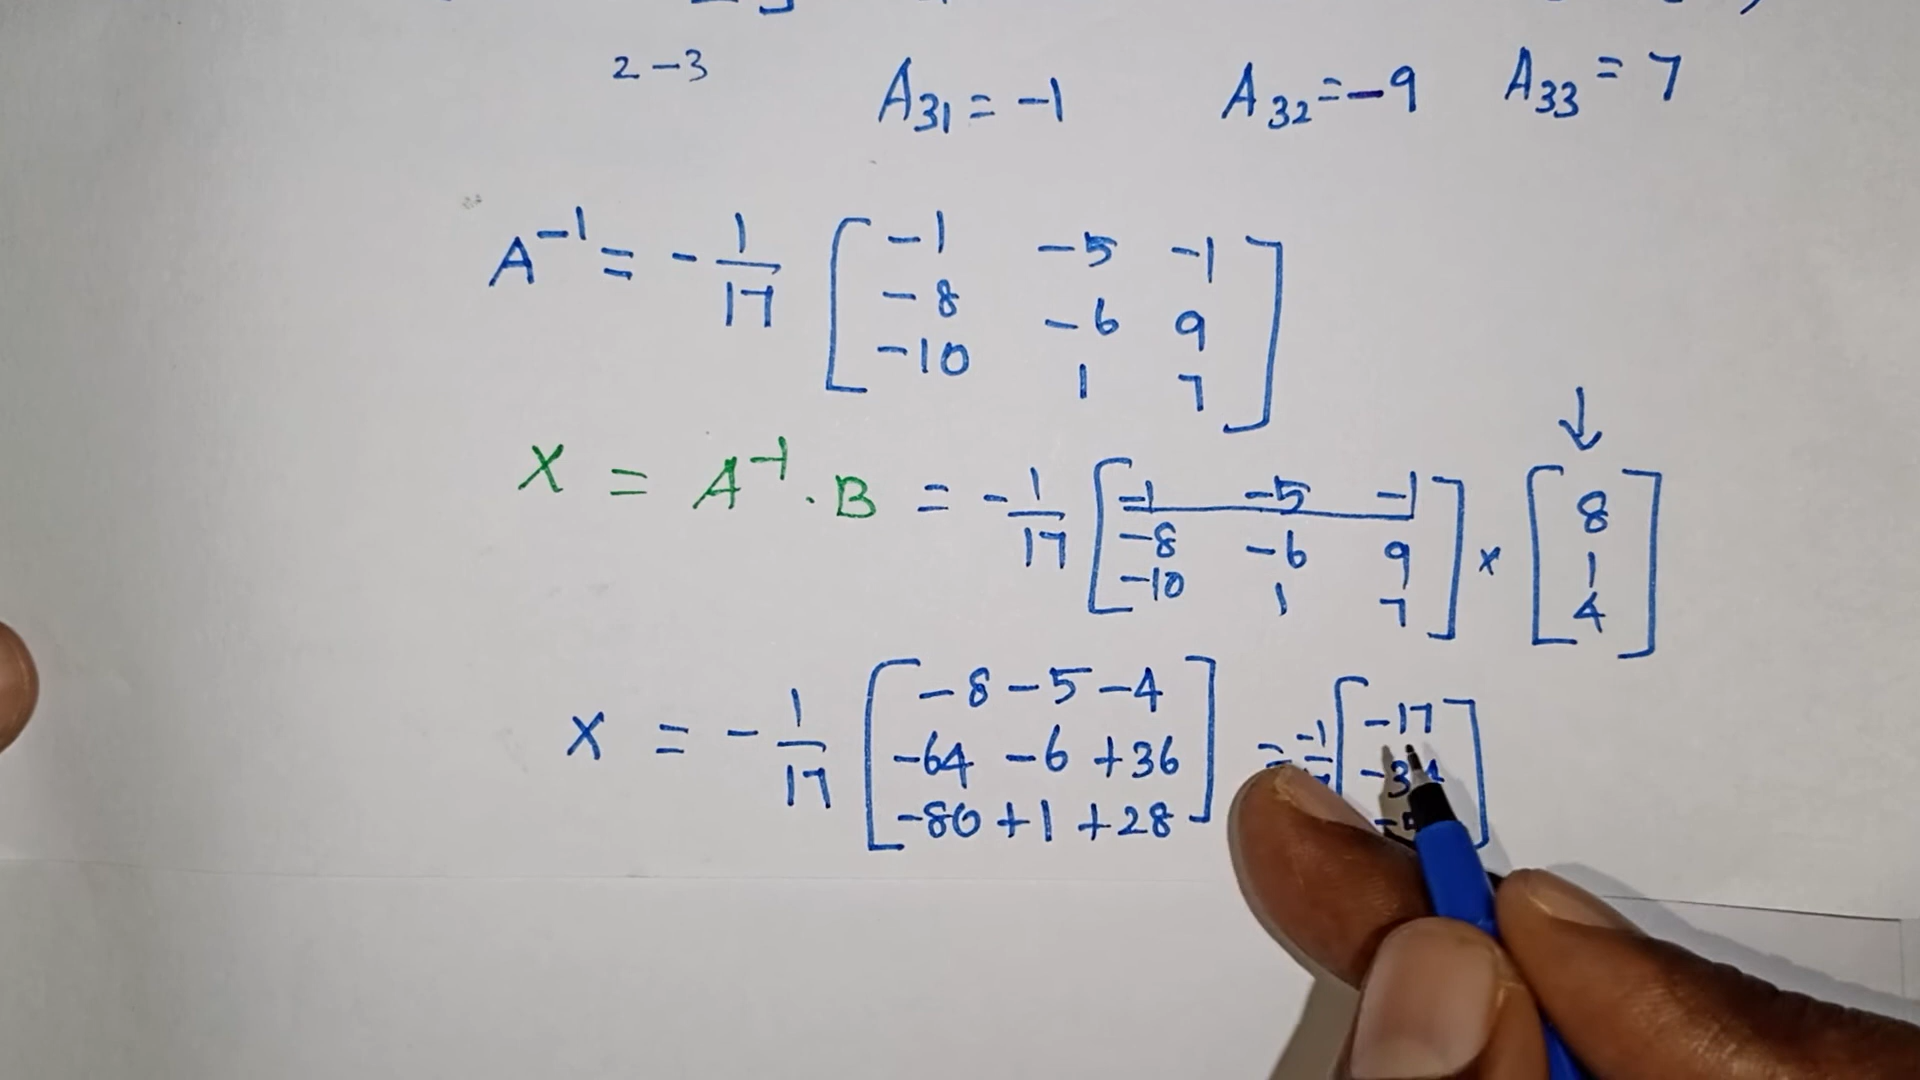 2 - 3
A31 = -1 A32 = -9 A33 = 7
A^-1 = - 1/17 [ -1 -5 -1
-8 -6 9
-10 1 7 ]
↓
X = A^-1 . B = - 1/17 [ -1 -5 -1
-8 -6 9
-10 1 7 ] x [ 8
1
4 ]
X = - 1/17 [ -8 -5 -4
-64 -6 +36
-80 +1 +28 ] = [ -17
-34 ]